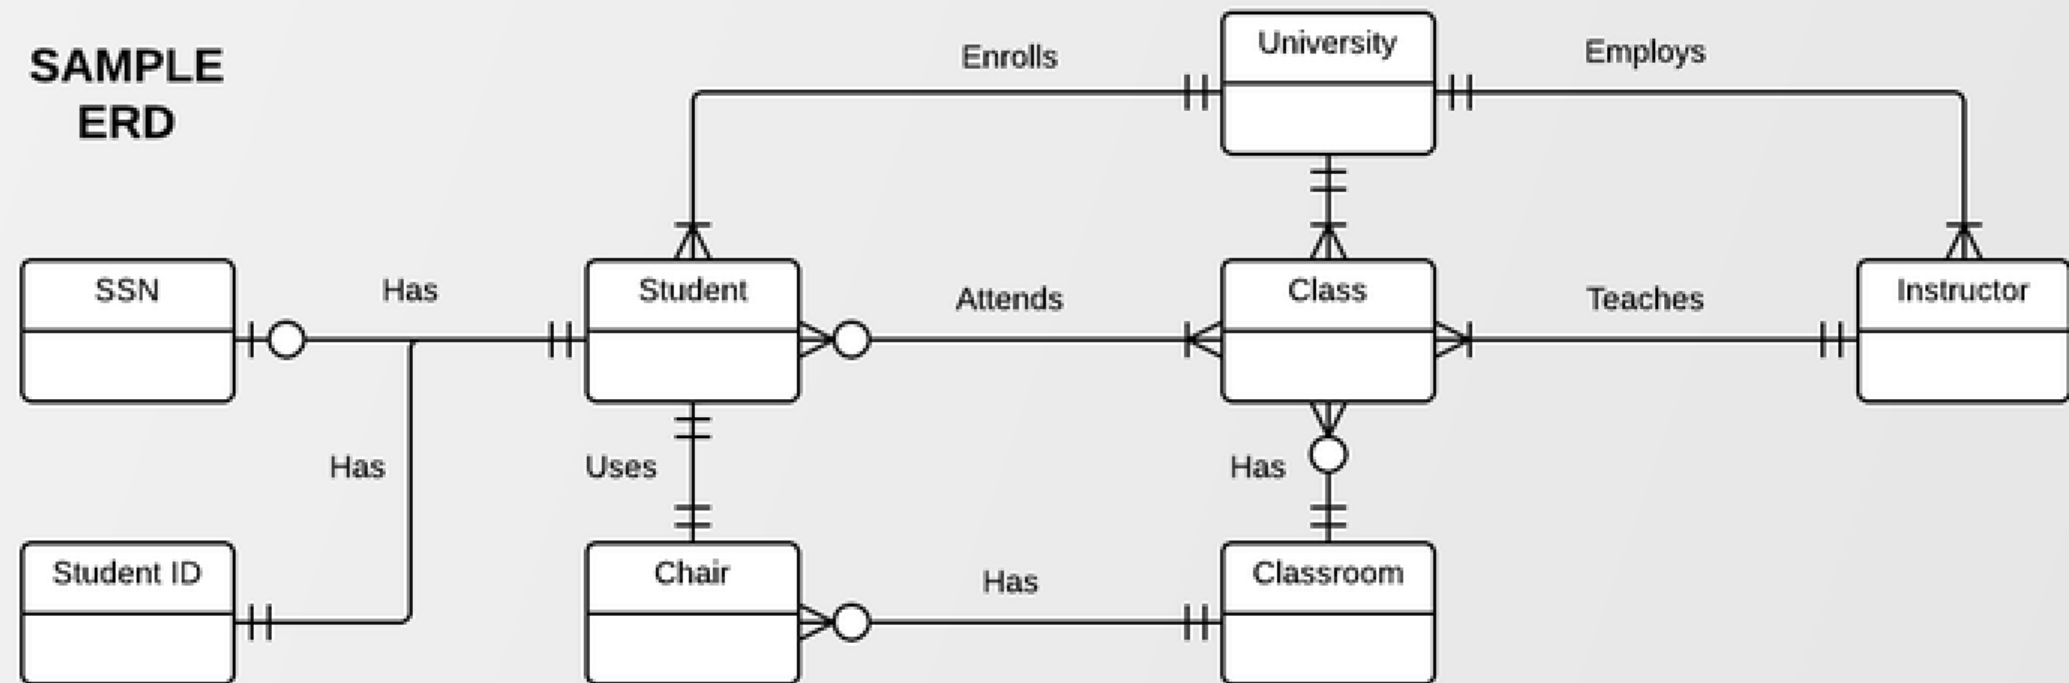 SAMPLE
ERD
Enrolls
University
Employs
SSN
Has
Student
Attends
Class
Teaches
Instructor
Has
Uses
Has
Student ID
Chair
Has
Classroom